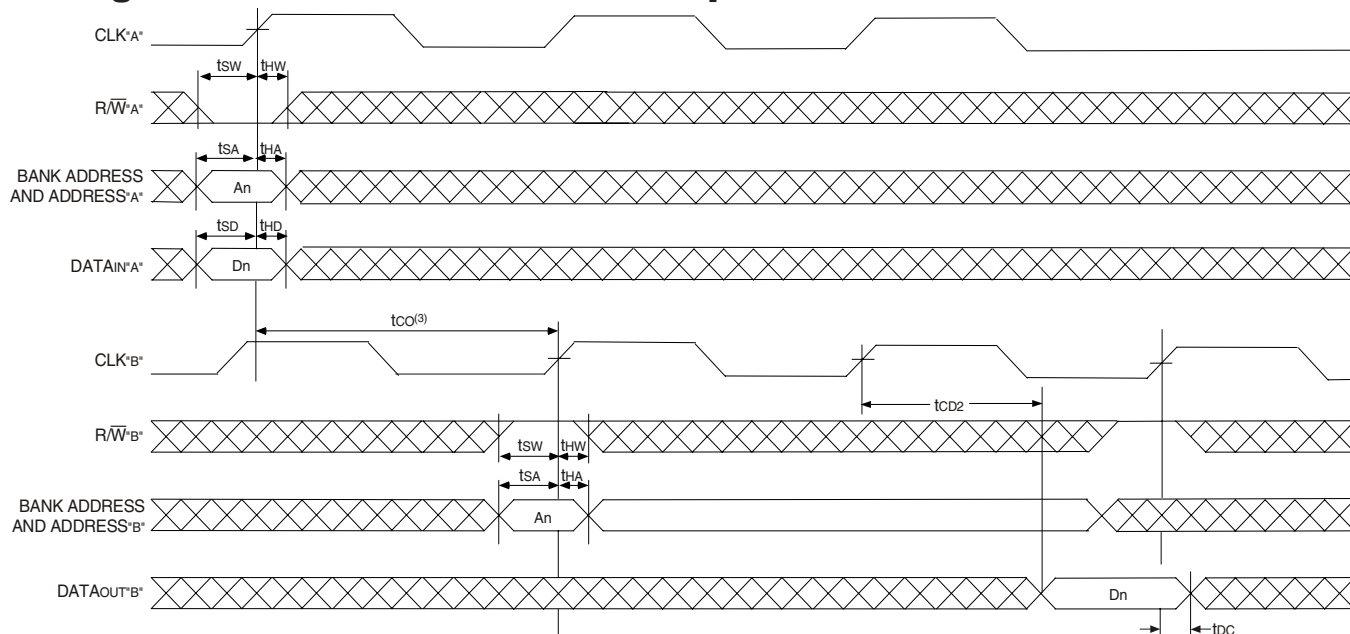 CLK"A"
tSW tHW
R/W̅"A"
tSA tHA
BANK ADDRESS
AND ADDRESS"A"
An
tSD tHD
DATAIN"A"
Dn
tCO(3)
CLK"B"
tCD2
R/W̅"B"
tSW tHW
tSA tHA
BANK ADDRESS
AND ADDRESS"B"
An
DATAOUT"B"
Dn
tDC